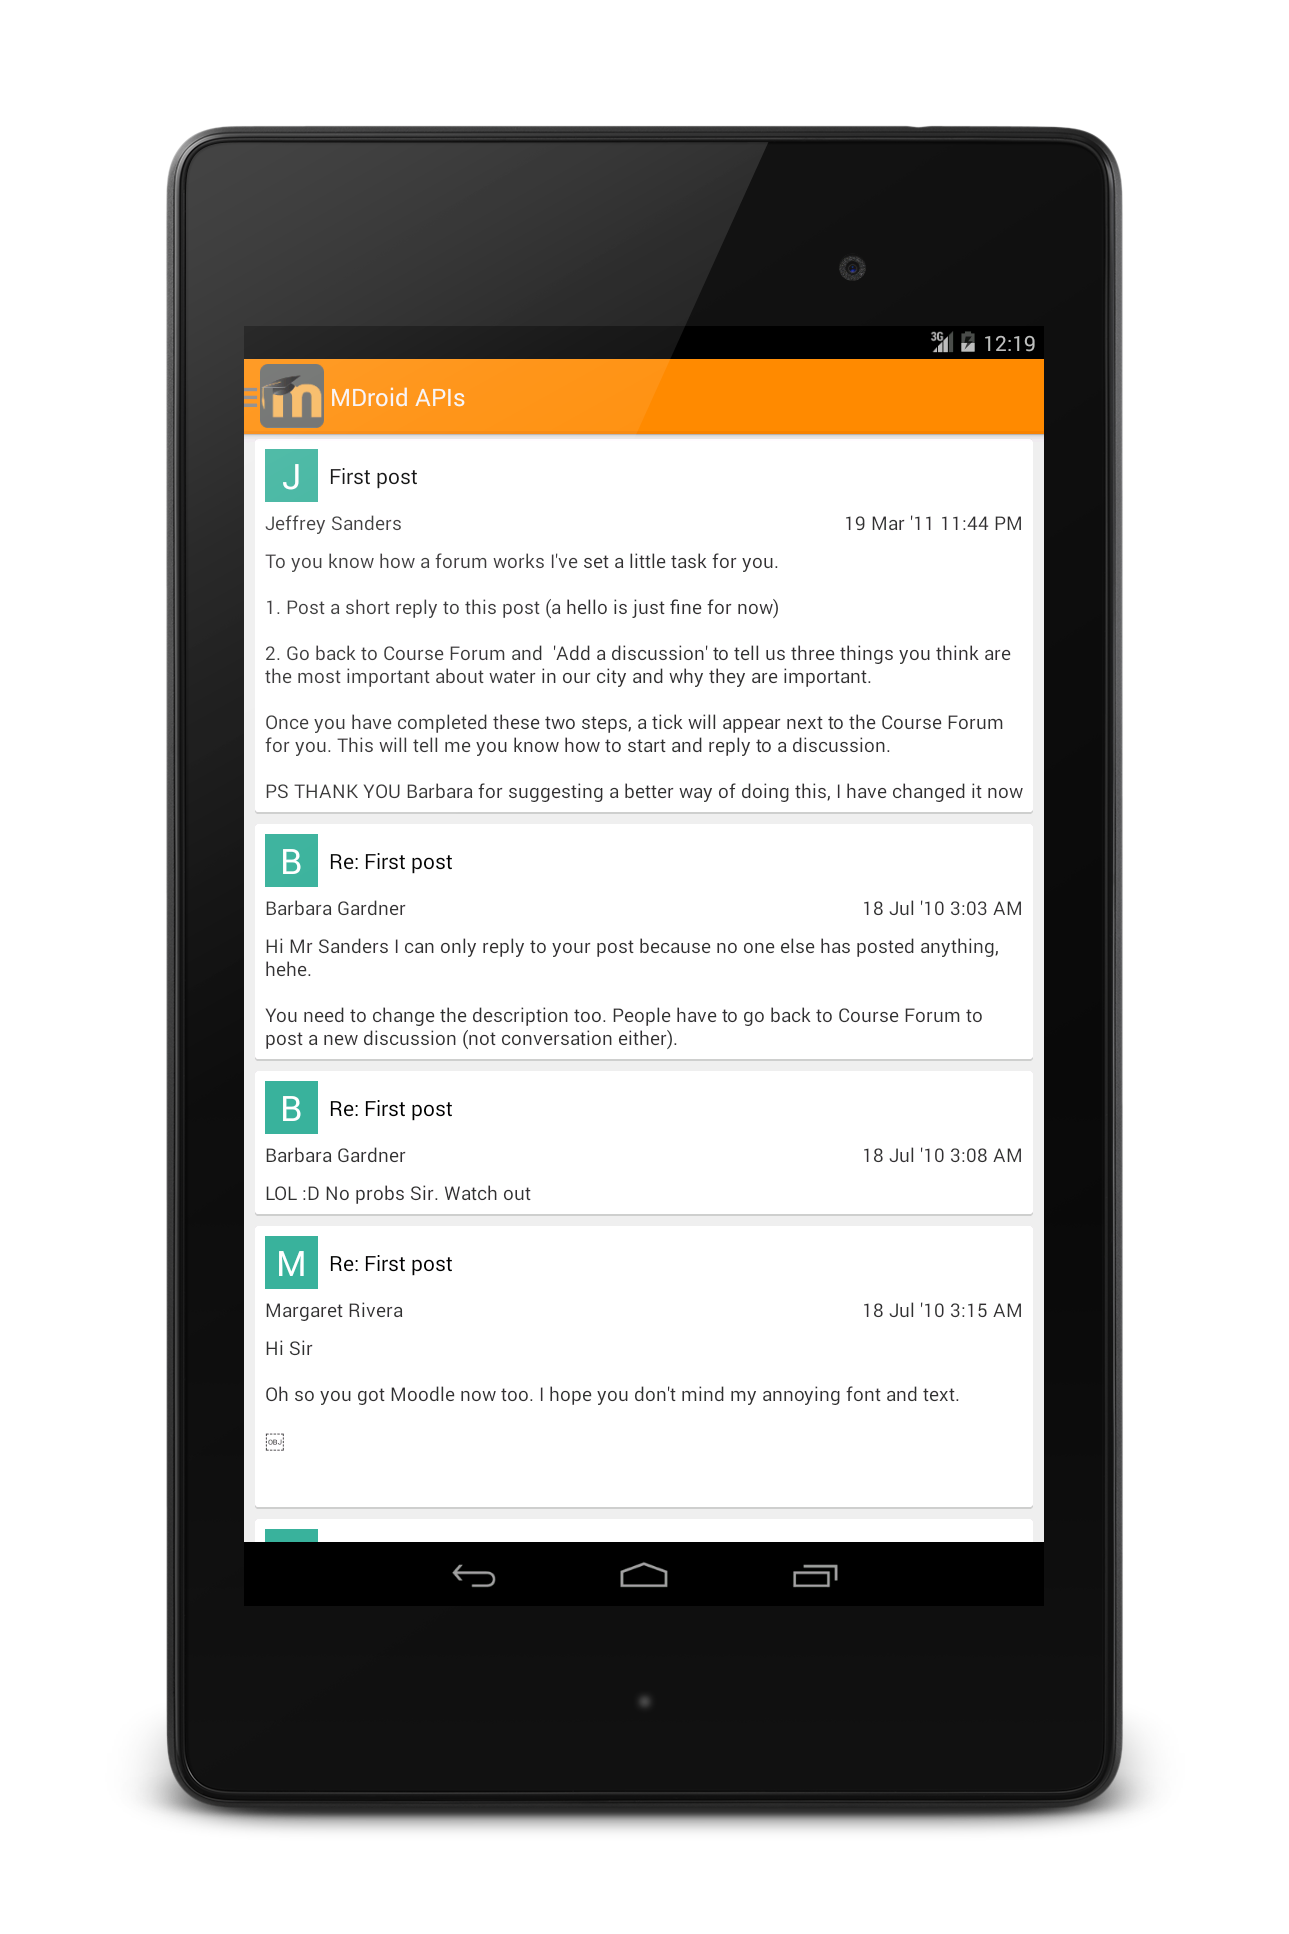 3G 12:19
m MDroid APIs
J First post
Jeffrey Sanders 19 Mar '11 11:44 PM
To you know how a forum works I've set a little task for you.
1. Post a short reply to this post (a hello is just fine for now)
2. Go back to Course Forum and  'Add a discussion' to tell us three things you think are
the most important about water in our city and why they are important.
Once you have completed these two steps, a tick will appear next to the Course Forum
for you. This will tell me you know how to start and reply to a discussion.
PS THANK YOU Barbara for suggesting a better way of doing this, I have changed it now
B Re: First post
Barbara Gardner 18 Jul '10 3:03 AM
Hi Mr Sanders I can only reply to your post because no one else has posted anything,
hehe.
You need to change the description too. People have to go back to Course Forum to
post a new discussion (not conversation either).
B Re: First post
Barbara Gardner 18 Jul '10 3:08 AM
LOL :D No probs Sir. Watch out
M Re: First post
Margaret Rivera 18 Jul '10 3:15 AM
Hi Sir
Oh so you got Moodle now too. I hope you don't mind my annoying font and text.
OBJ